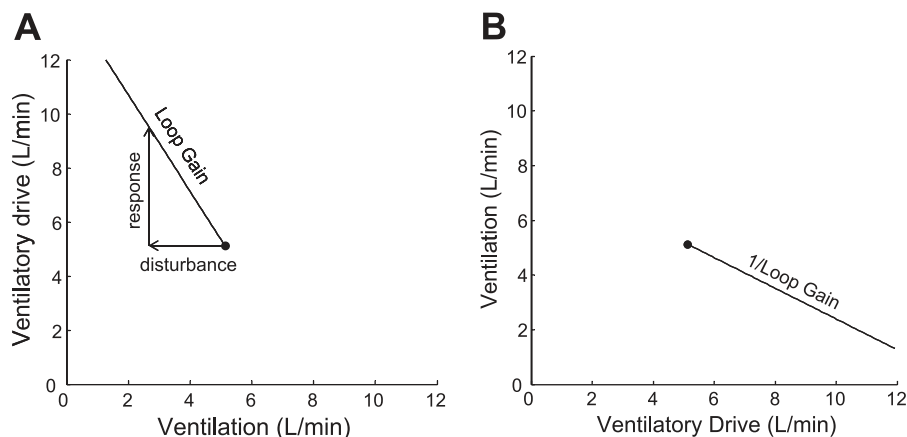 A
12
10
8
6
4
2
0
Ventilatory drive (L/min)
Loop Gain
response
disturbance
0 2 4 6 8 10 12
Ventilation (L/min)
B
12
10
8
6
4
2
0
Ventilation (L/min)
1/Loop Gain
0 2 4 6 8 10 12
Ventilatory Drive (L/min)